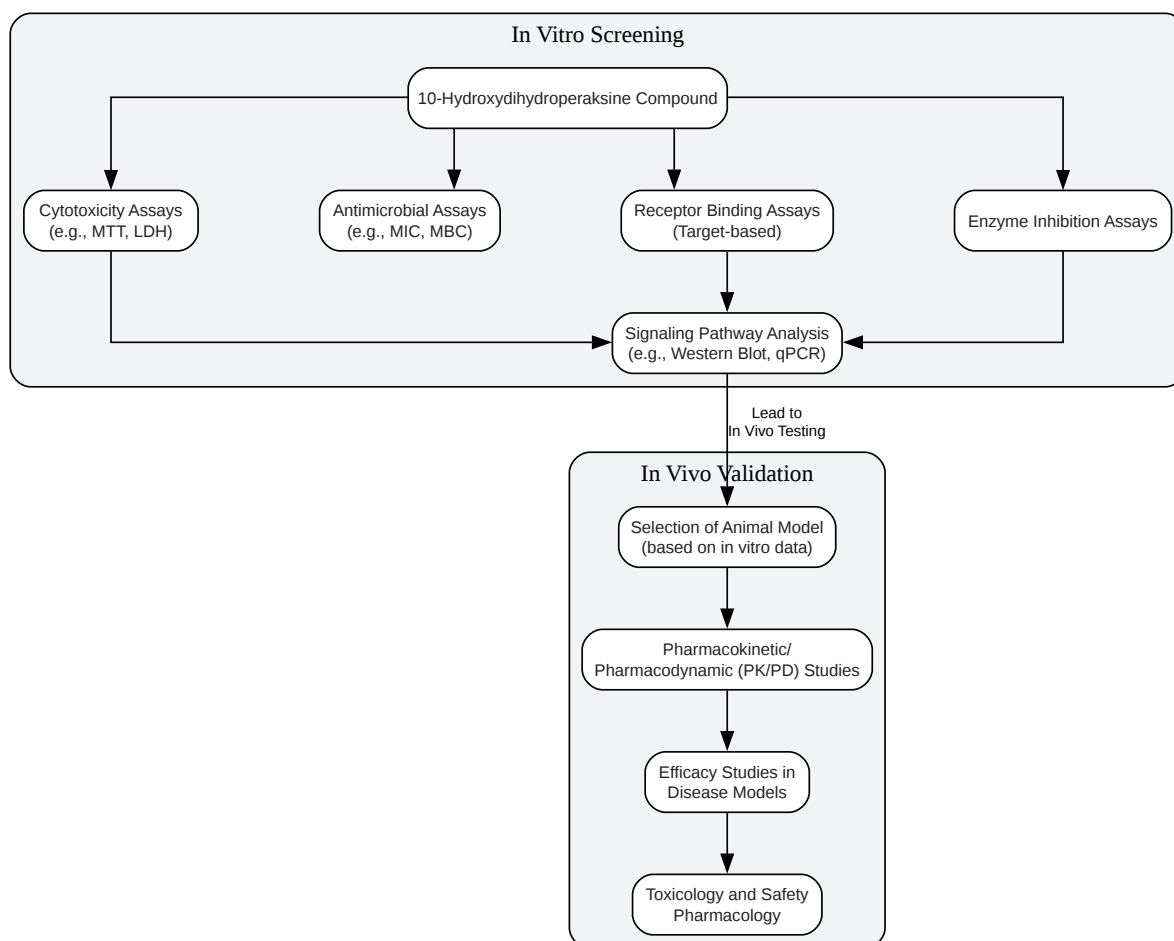 In Vitro Screening
10-Hydroxydihydroperaksine Compound
Cytotoxicity Assays
(e.g., MTT, LDH)
Antimicrobial Assays
(e.g., MIC, MBC)
Receptor Binding Assays
(Target-based)
Enzyme Inhibition Assays
Signaling Pathway Analysis
(e.g., Western Blot, qPCR)
Lead to
In Vivo Testing
In Vivo Validation
Selection of Animal Model
(based on in vitro data)
Pharmacokinetic/
Pharmacodynamic (PK/PD) Studies
Efficacy Studies in
Disease Models
Toxicology and Safety
Pharmacology